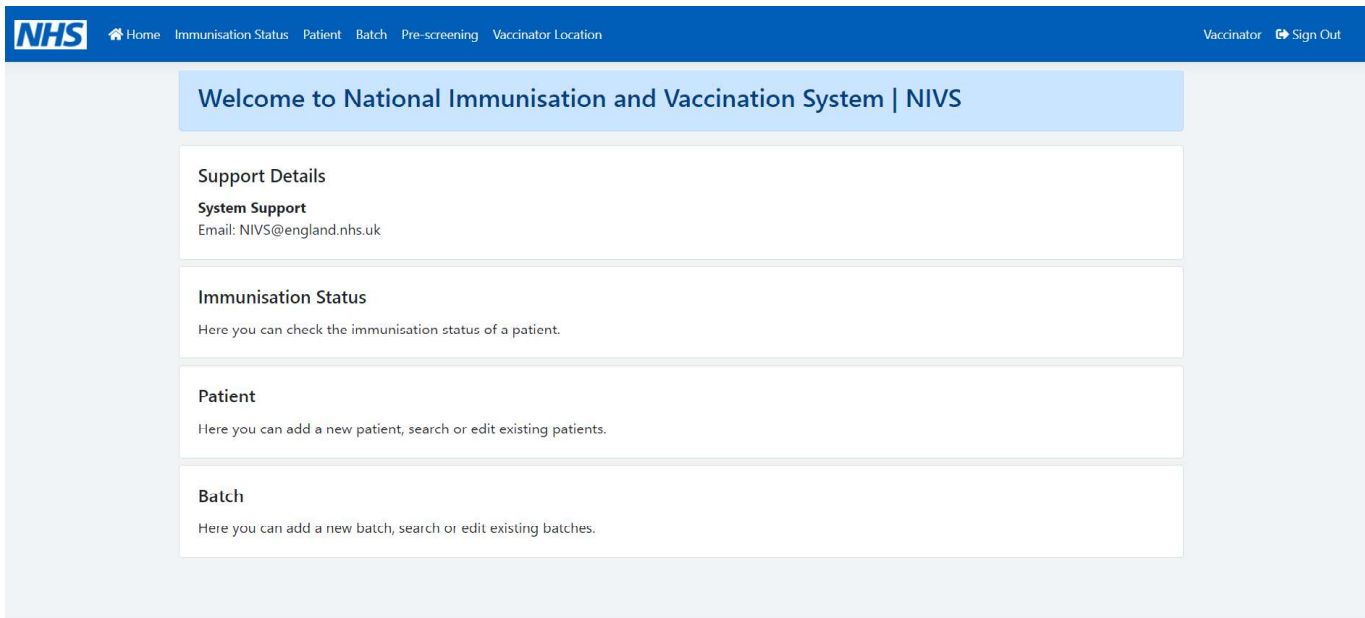 NHS Home Immunisation Status Patient Batch Pre-screening Vaccinator Location Vaccinator Sign Out
Welcome to National Immunisation and Vaccination System | NIVS
Support Details
System Support
Email: NIVS@england.nhs.uk
Immunisation Status
Here you can check the immunisation status of a patient.
Patient
Here you can add a new patient, search or edit existing patients.
Batch
Here you can add a new batch, search or edit existing batches.